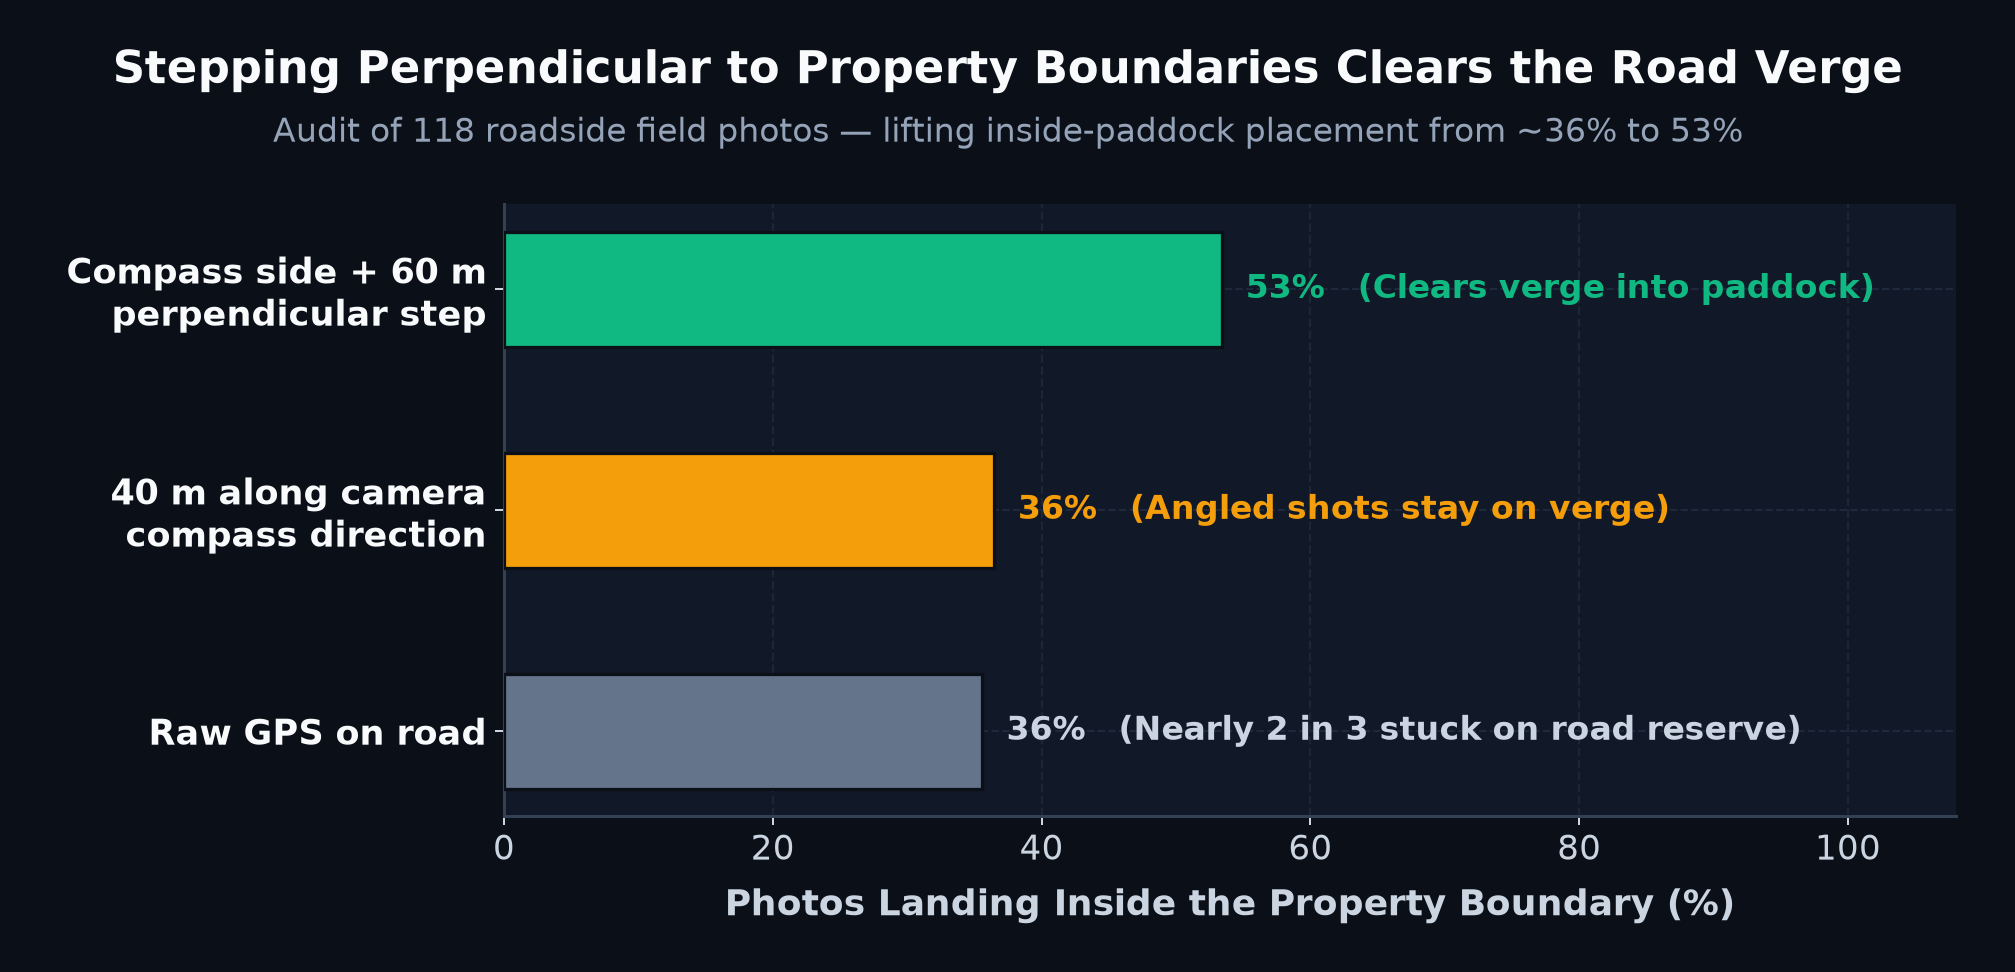 Stepping Perpendicular to Property Boundaries Clears the Road Verge
Audit of 118 roadside field photos — lifting inside-paddock placement from ~36% to 53%
Compass side + 60 m
perpendicular step
53% (Clears verge into paddock)
40 m along camera
compass direction
36% (Angled shots stay on verge)
Raw GPS on road
36% (Nearly 2 in 3 stuck on road reserve)
0 20 40 60 80 100
Photos Landing Inside the Property Boundary (%)